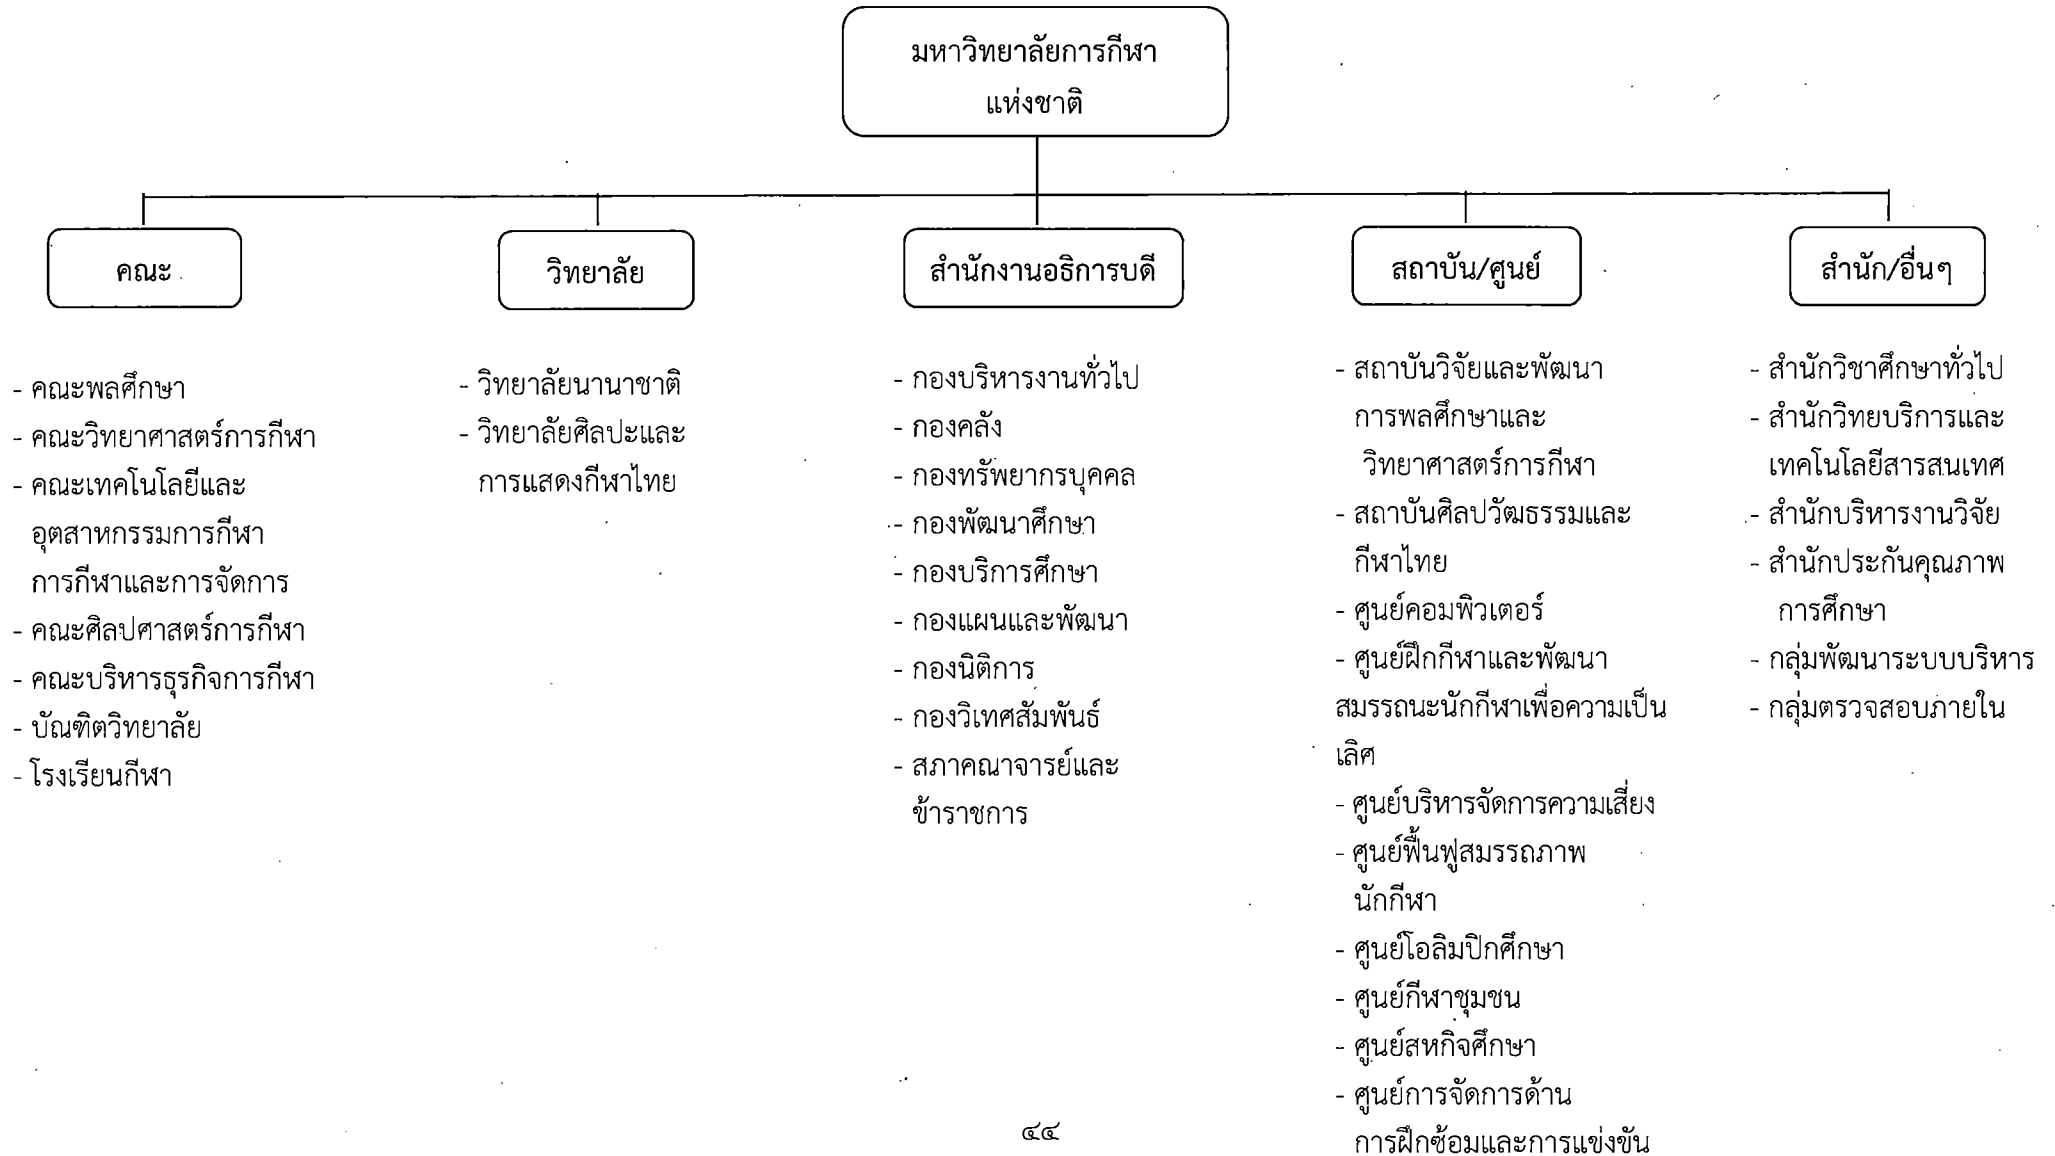 มหาวิทยาลัยการกีฬา
แห่งชาติ
คณะ
- คณะพลศึกษา
- คณะวิทยาศาสตร์การกีฬา
- คณะเทคโนโลยีและ
อุตสาหกรรมการกีฬา
การกีฬาและการจัดการ
- คณะศิลปศาสตร์การกีฬา
- คณะบริหารธุรกิจการกีฬา
- บัณฑิตวิทยาลัย
- โรงเรียนกีฬา
วิทยาลัย
- วิทยาลัยนานาชาติ
- วิทยาลัยศิลปะและ
การแสดงกีฬาไทย
สำนักงานอธิการบดี
- กองบริหารงานทั่วไป
- กองคลัง
- กองทรัพยากรบุคคล
- กองพัฒนาศึกษา
- กองบริการศึกษา
- กองแผนและพัฒนา
- กองนิติการ
- กองวิเทศสัมพันธ์
- สภาคณาจารย์และ
ข้าราชการ
สถาบัน/ศูนย์
- สถาบันวิจัยและพัฒนา
การพลศึกษาและ
วิทยาศาสตร์การกีฬา
- สถาบันศิลปวัฒธรรมและ
กีฬาไทย
- ศูนย์คอมพิวเตอร์
- ศูนย์ฝึกกีฬาและพัฒนา
สมรรถนะนักกีฬาเพื่อความเป็น
เลิศ
- ศูนย์บริหารจัดการความเสี่ยง
- ศูนย์ฟื้นฟูสมรรถภาพ
นักกีฬา
- ศูนย์โอลิมปิกศึกษา
- ศูนย์กีฬาชุมชน
- ศูนย์สหกิจศึกษา
- ศูนย์การจัดการด้าน
การฝึกซ้อมและการแข่งขัน
สำนัก/อื่นๆ
- สำนักวิชาศึกษาทั่วไป
- สำนักวิทยบริการและ
เทคโนโลยีสารสนเทศ
- สำนักบริหารงานวิจัย
- สำนักประกันคุณภาพ
การศึกษา
- กลุ่มพัฒนาระบบบริหาร
- กลุ่มตรวจสอบภายใน
๔๔